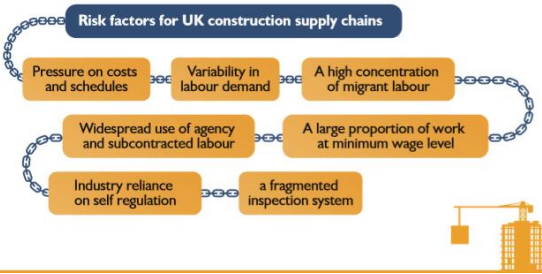 Risk factors for UK construction supply chains
Pressure on costs
and schedules
Variability in
labour demand
A high concentration
of migrant labour
Widespread use of agency
and subcontracted labour
A large proportion of work
at minimum wage level
Industry reliance
on self regulation
a fragmented
inspection system